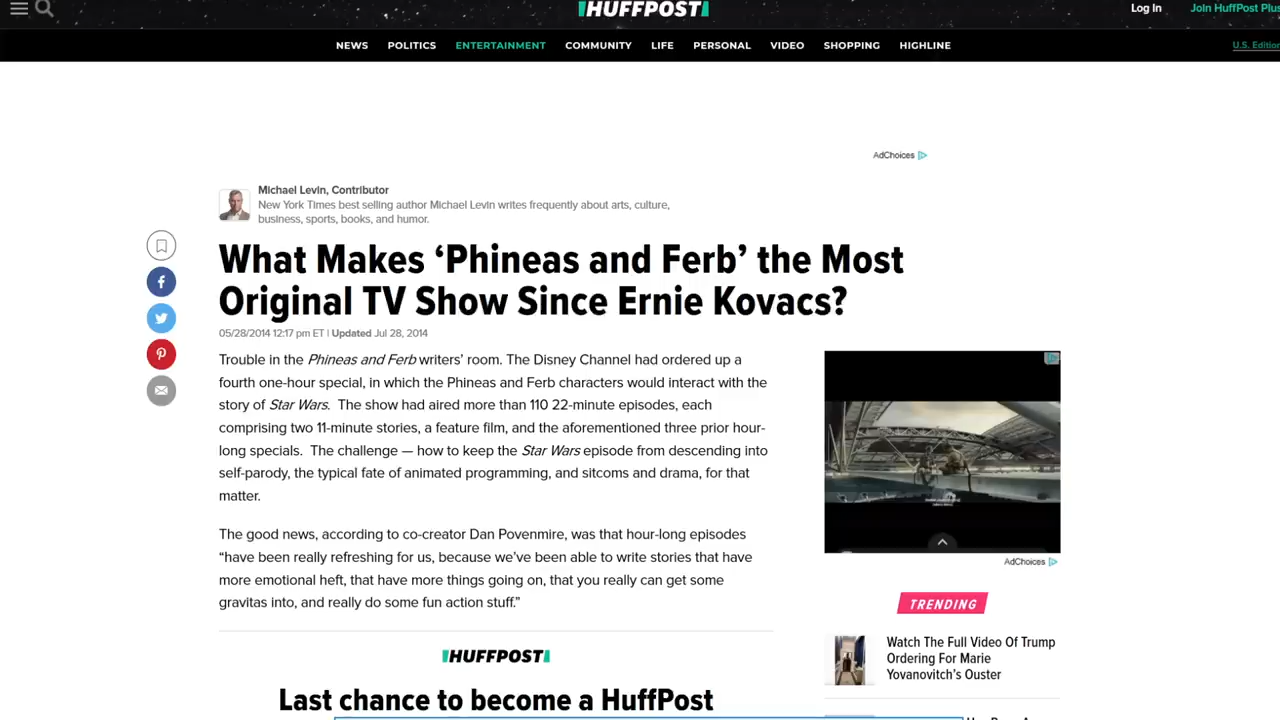 HUFFPOST
Log In
Join HuffPost Plus
NEWS POLITICS ENTERTAINMENT COMMUNITY LIFE PERSONAL VIDEO SHOPPING HIGHLINE
U.S. Edition
AdChoices
Michael Levin, Contributor
New York Times best selling author Michael Levin writes frequently about arts, culture,
business, sports, books, and humor.
What Makes ‘Phineas and Ferb’ the Most
Original TV Show Since Ernie Kovacs?
05/28/2014 12:17 pm ET | Updated Jul 28, 2014
Trouble in the Phineas and Ferb writers’ room. The Disney Channel had ordered up a
fourth one-hour special, in which the Phineas and Ferb characters would interact with the
story of Star Wars. The show had aired more than 110 22-minute episodes, each
comprising two 11-minute stories, a feature film, and the aforementioned three prior hour-
long specials. The challenge — how to keep the Star Wars episode from descending into
self-parody, the typical fate of animated programming, and sitcoms and drama, for that
matter.
The good news, according to co-creator Dan Povenmire, was that hour-long episodes
“have been really refreshing for us, because we’ve been able to write stories that have
more emotional heft, that have more things going on, that you really can get some
gravitas into, and really do some fun action stuff.”
HUFFPOST
Last chance to become a HuffPost
AdChoices
TRENDING
Watch The Full Video Of Trump
Ordering For Marie
Yovanovitch’s Ouster